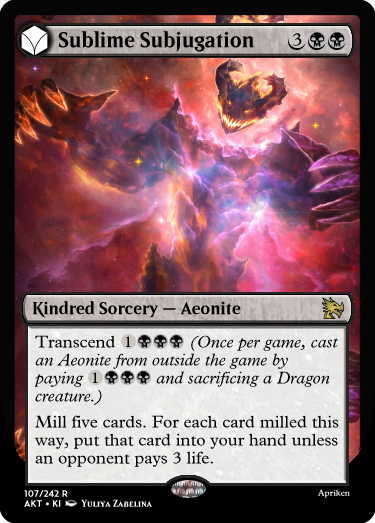 Sublime Subjugation 3
Kindred Sorcery — Aeonite
Transcend 1 (Once per game, cast
an Aeonite from outside the game by
paying 1 and sacrificing a Dragon
creature.)
Mill five cards. For each card milled this
way, put that card into your hand unless
an opponent pays 3 life.
107/242 R
Apriken
AKT • KI Yuliya Zabelina